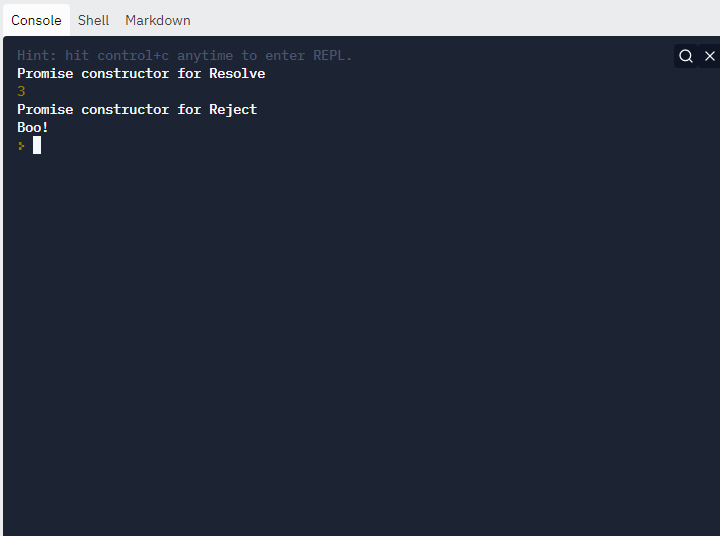 Console Shell Markdown
Hint: hit control+c anytime to enter REPL.
Promise constructor for Resolve
3
Promise constructor for Reject
Boo!